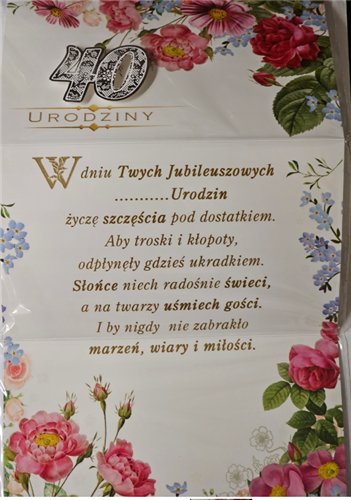 40
URODZINY
W dniu Twych Jubileuszowych
...........Urodzin
życzę szczęścia pod dostatkiem.
Aby troski i kłopoty,
odpłynęły gdzieś ukradkiem.
Słońce niech radośnie świeci,
a na twarzy uśmiech gości.
I by nigdy nie zabrakło
marzeń, wiary i miłości.